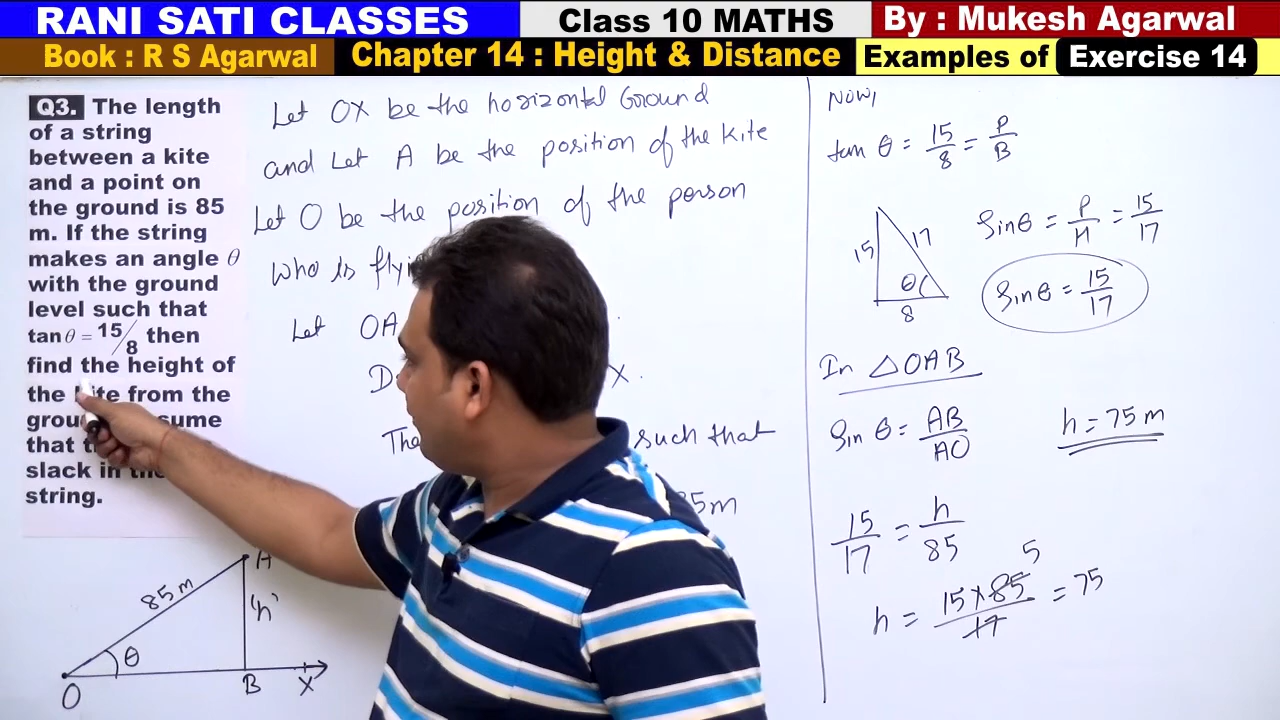 RANI SATI CLASSES
Class 10 MATHS
By : Mukesh Agarwal
Book : R S Agarwal
Chapter 14 : Height & Distance
Examples of Exercise 14
Q3. The length
of a string
between a kite
and a point on
the ground is 85
m. If the string
makes an angle θ
with the ground
level such that
tan θ = 15/8 then
find the height of
the kite from the
that
slack in
string.
Let OX be the horizontal Ground
and Let A be the position of the kite
Let O be the position of the person
who is
Let OA
X.
such that
5m
85m
A
'h'
θ
O
B
X
Now,
tan θ = 15/8 = P/B
15
17
θ
8
Sinθ = P/H = 15/17
Sinθ = 15/17
In △OAB
Sin θ = AB/AO
h = 75 m
15/17 = h/85
5
h = 15×85/17 = 75